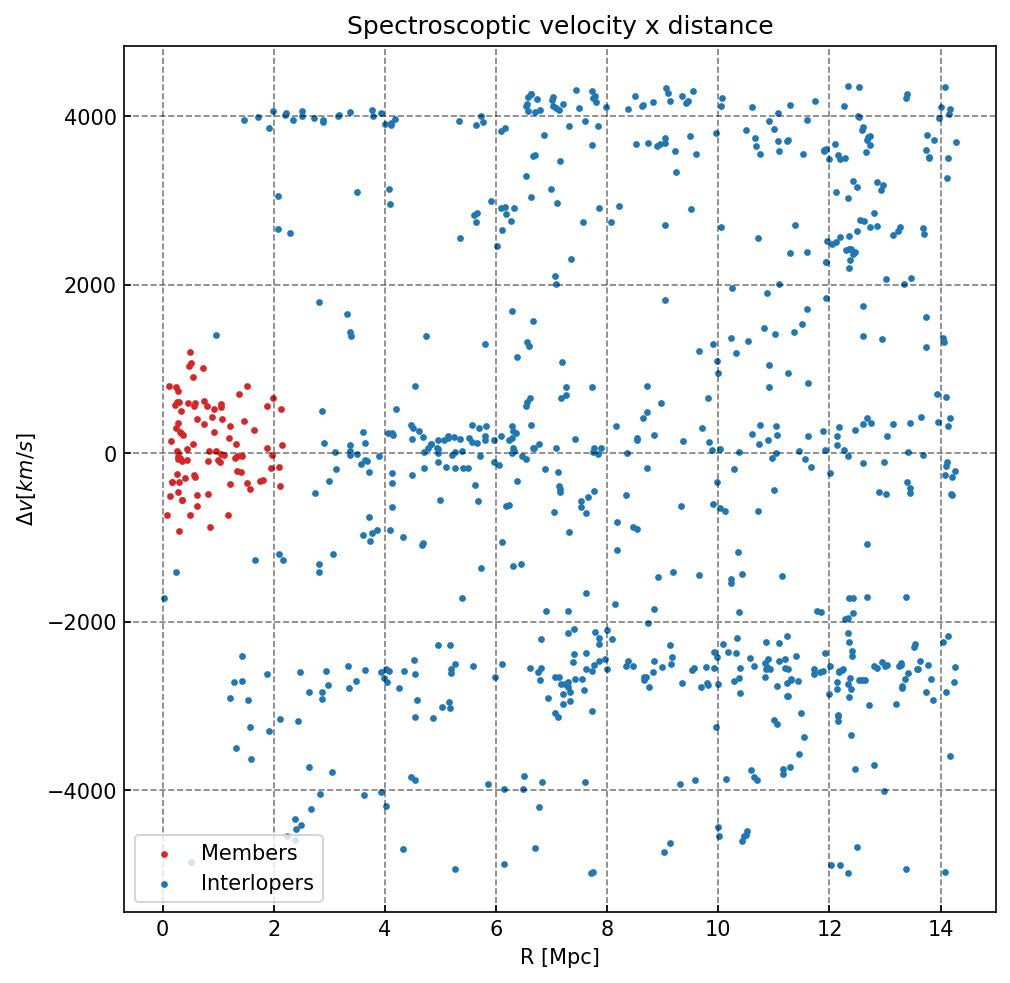 Spectroscoptic velocity x distance
4000
2000
0
−2000
−4000
Δv[km/s]
Members
Interlopers
0 2 4 6 8 10 12 14
R [Mpc]